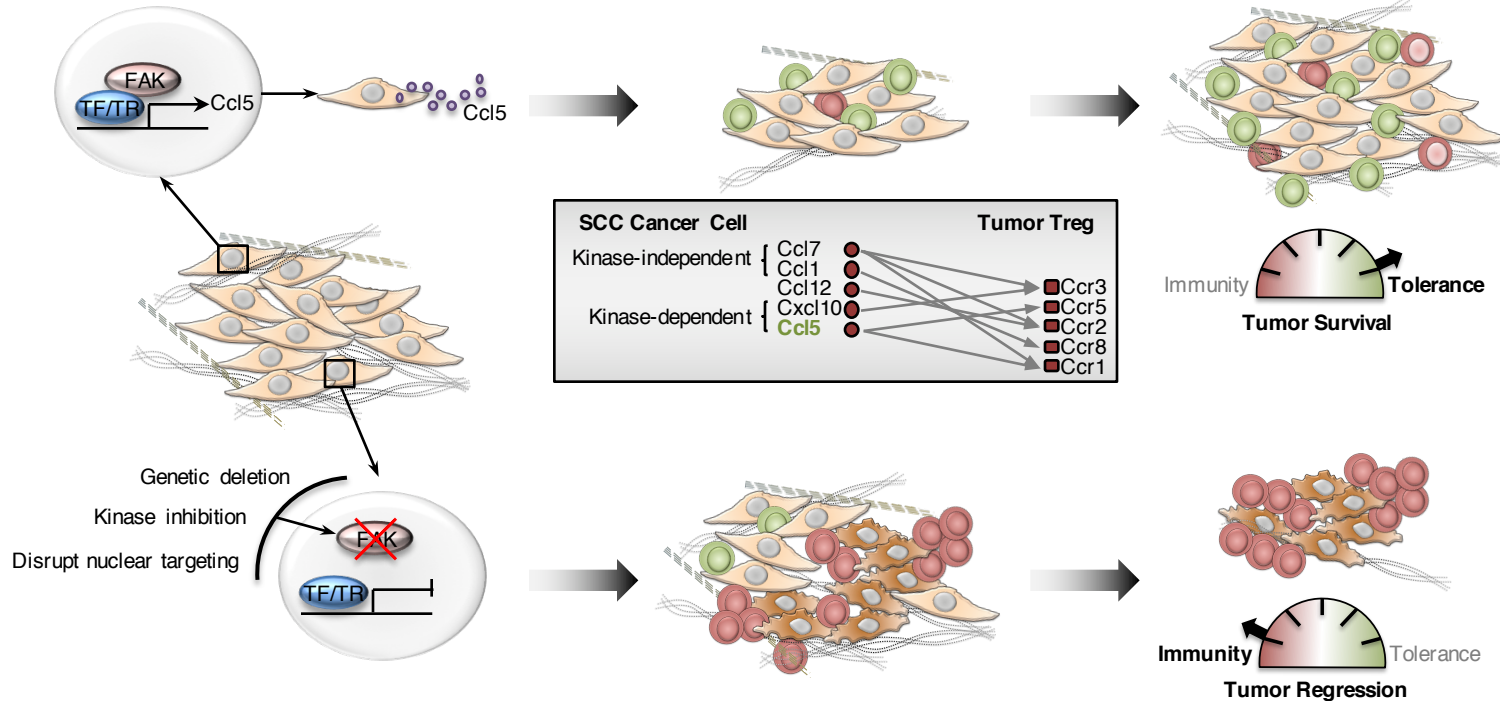 FAK
TF/TR
Ccl5
Ccl5
SCC Cancer Cell
Tumor Treg
Kinase-independent
Ccl7
Ccl1
Ccl12
Kinase-dependent
Cxcl10
Ccl5
Ccr3
Ccr5
Ccr2
Ccr8
Ccr1
Immunity
Tolerance
Tumor Survival
Genetic deletion
Kinase inhibition
Disrupt nuclear targeting
FAK
TF/TR
Immunity
Tolerance
Tumor Regression